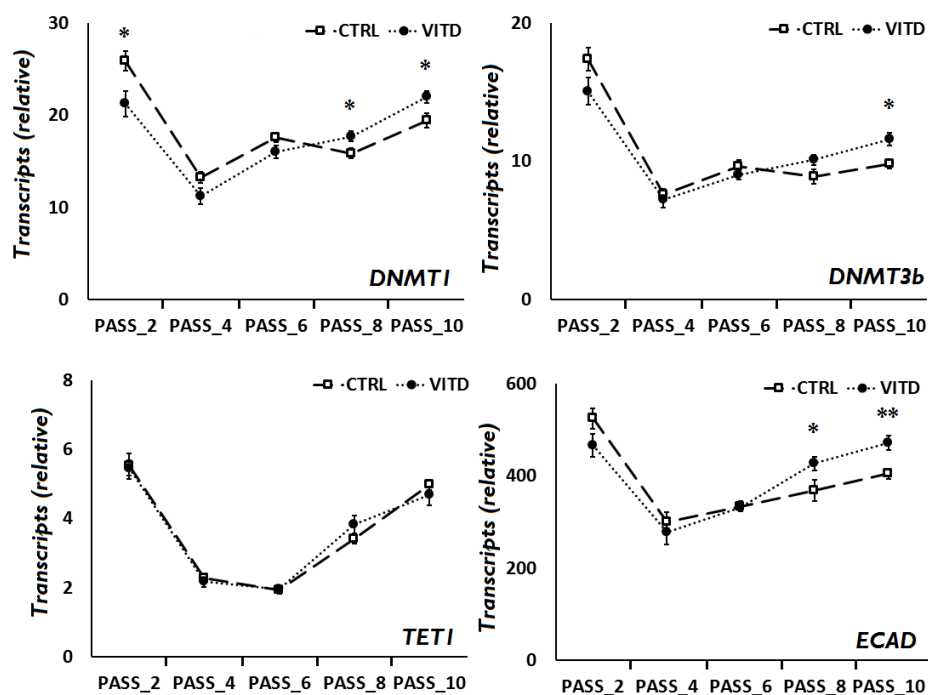 30
CTRL VITD
*
*
20
*
10
0
Transcripts (relative)
DNMT1
PASS_2 PASS_4 PASS_6 PASS_8 PASS_10
20
CTRL VITD
*
10
0
Transcripts (relative)
DNMT3b
PASS_2 PASS_4 PASS_6 PASS_8 PASS_10
8
CTRL VITD
6
4
2
0
Transcripts (relative)
TET1
PASS_2 PASS_4 PASS_6 PASS_8 PASS_10
600
CTRL VITD
* **
400
200
0
Transcripts (relative)
ECAD
PASS_2 PASS_4 PASS_6 PASS_8 PASS_10